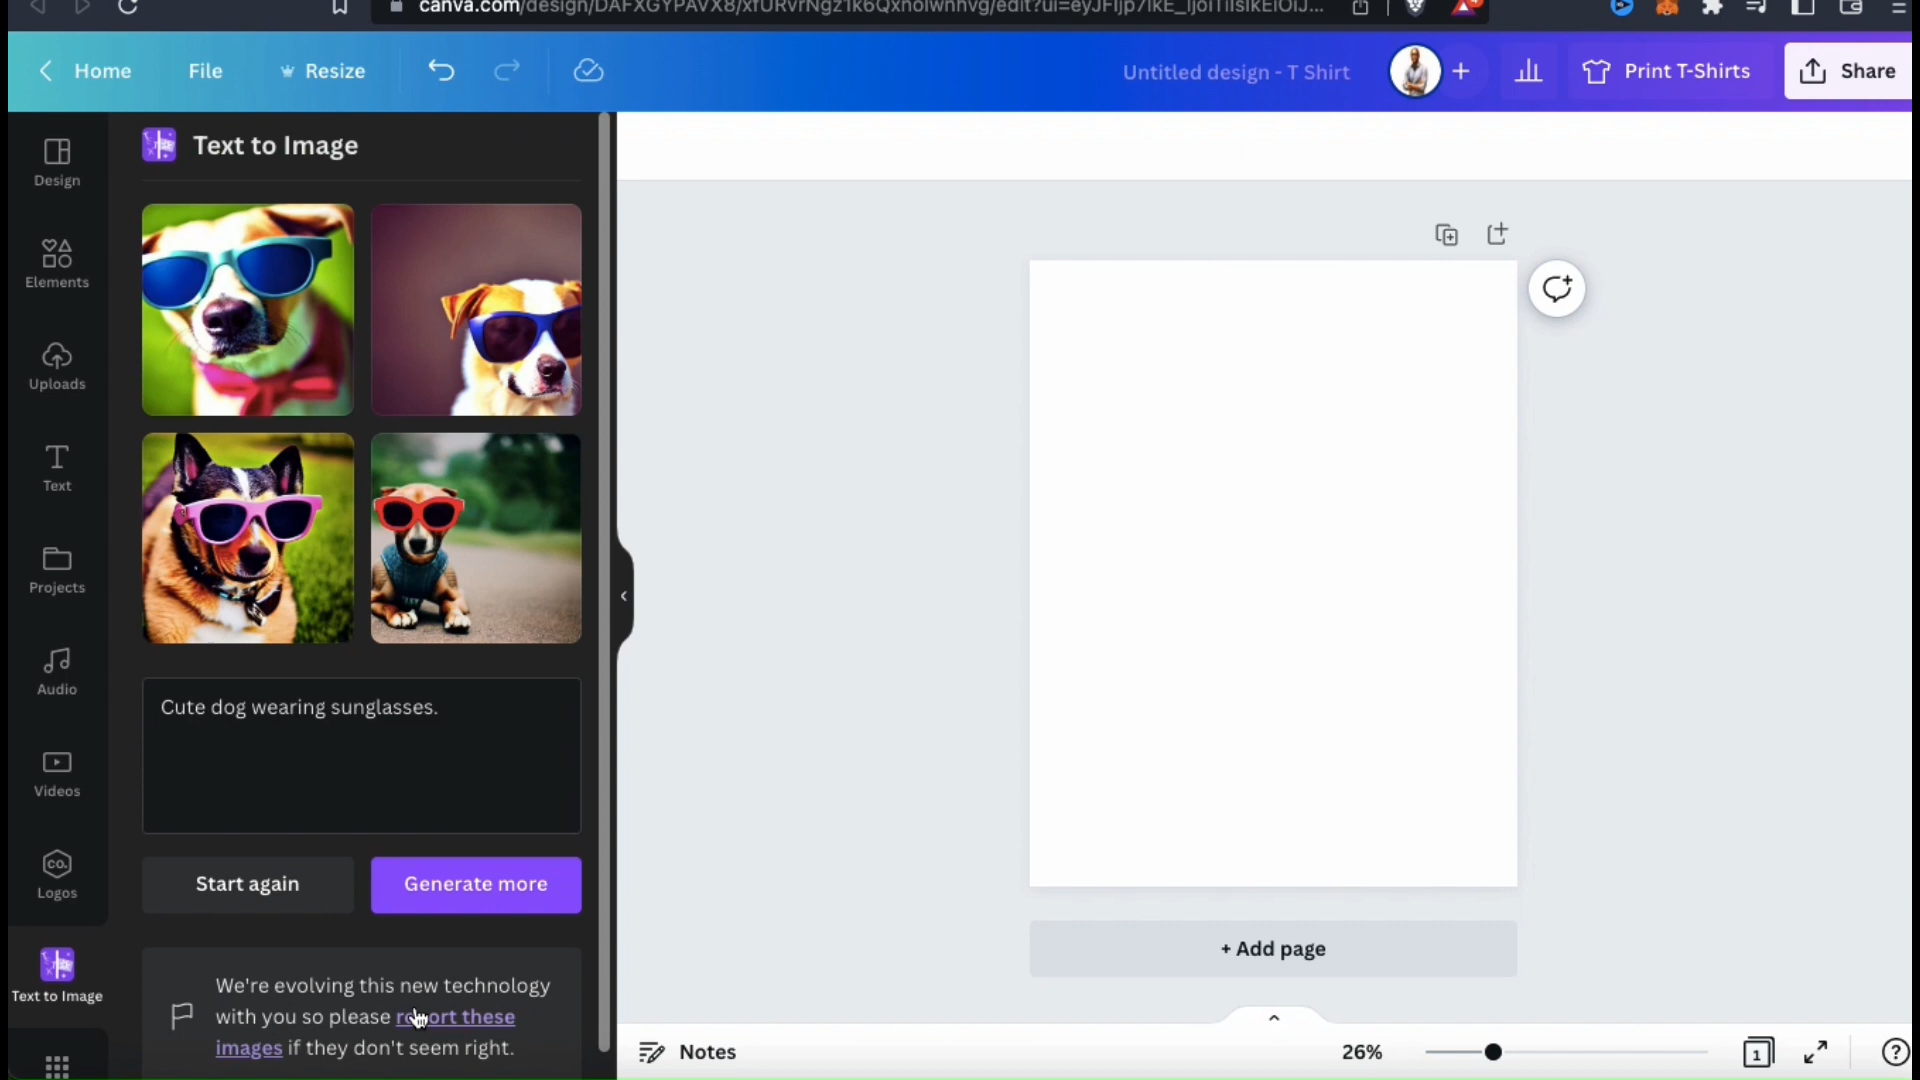 Home
File
Resize
Untitled design - T Shirt
Print T-Shirts
Share
Design
Elements
Uploads
Text
Projects
Audio
Videos
CO.
Logos
Text to Image
Text to Image
Cute dog wearing sunglasses.
Start again
Generate more
We're evolving this new technology
with you so please report these
images if they don't seem right.
+ Add page
Notes
26%
1